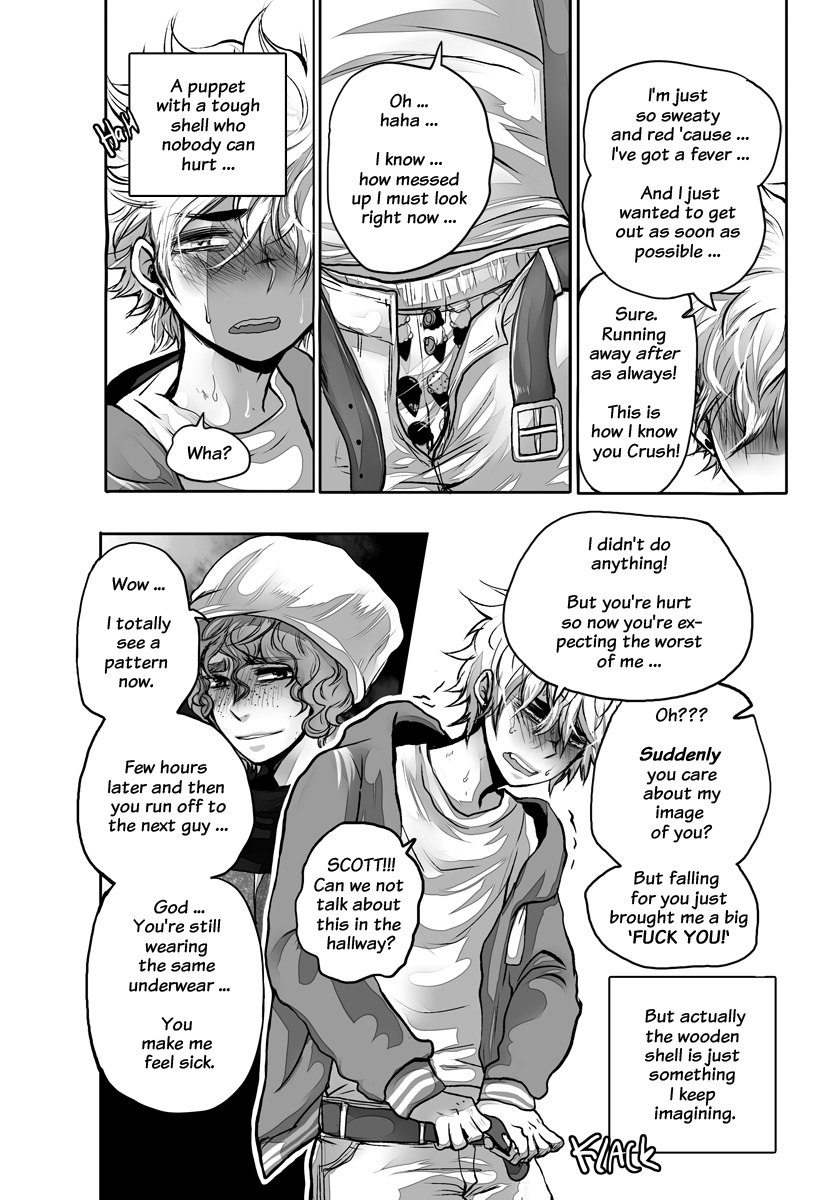 A puppet
with a tough
shell who
nobody can
hurt ...
HaH
Wha?
Oh ...
haha ...
I know ...
how messed
up I must look
right now ...
I'm just
so sweaty
and red 'cause ...
I've got a fever ...
And I just
wanted to get
out as soon as
possible ...
Sure.
Running
away after
as always!
This is
how I know
you Crush!
Wow ...
I totally
see a
pattern
now.
Few hours
later and then
you run off to
the next guy ...
God ...
You're still
wearing
the same
underwear ...
You
make me
feel sick.
SCOTT!!!
Can we not
talk about
this in the
hallway?
I didn't do
anything!
But you're hurt
so now you're ex-
pecting the worst
of me ...
Oh???
Suddenly
you care
about my
image
of you?
But falling
for you just
brought me a big
'FUCK YOU!'
But actually
the wooden
shell is just
something
I keep
imagining.
KLACK